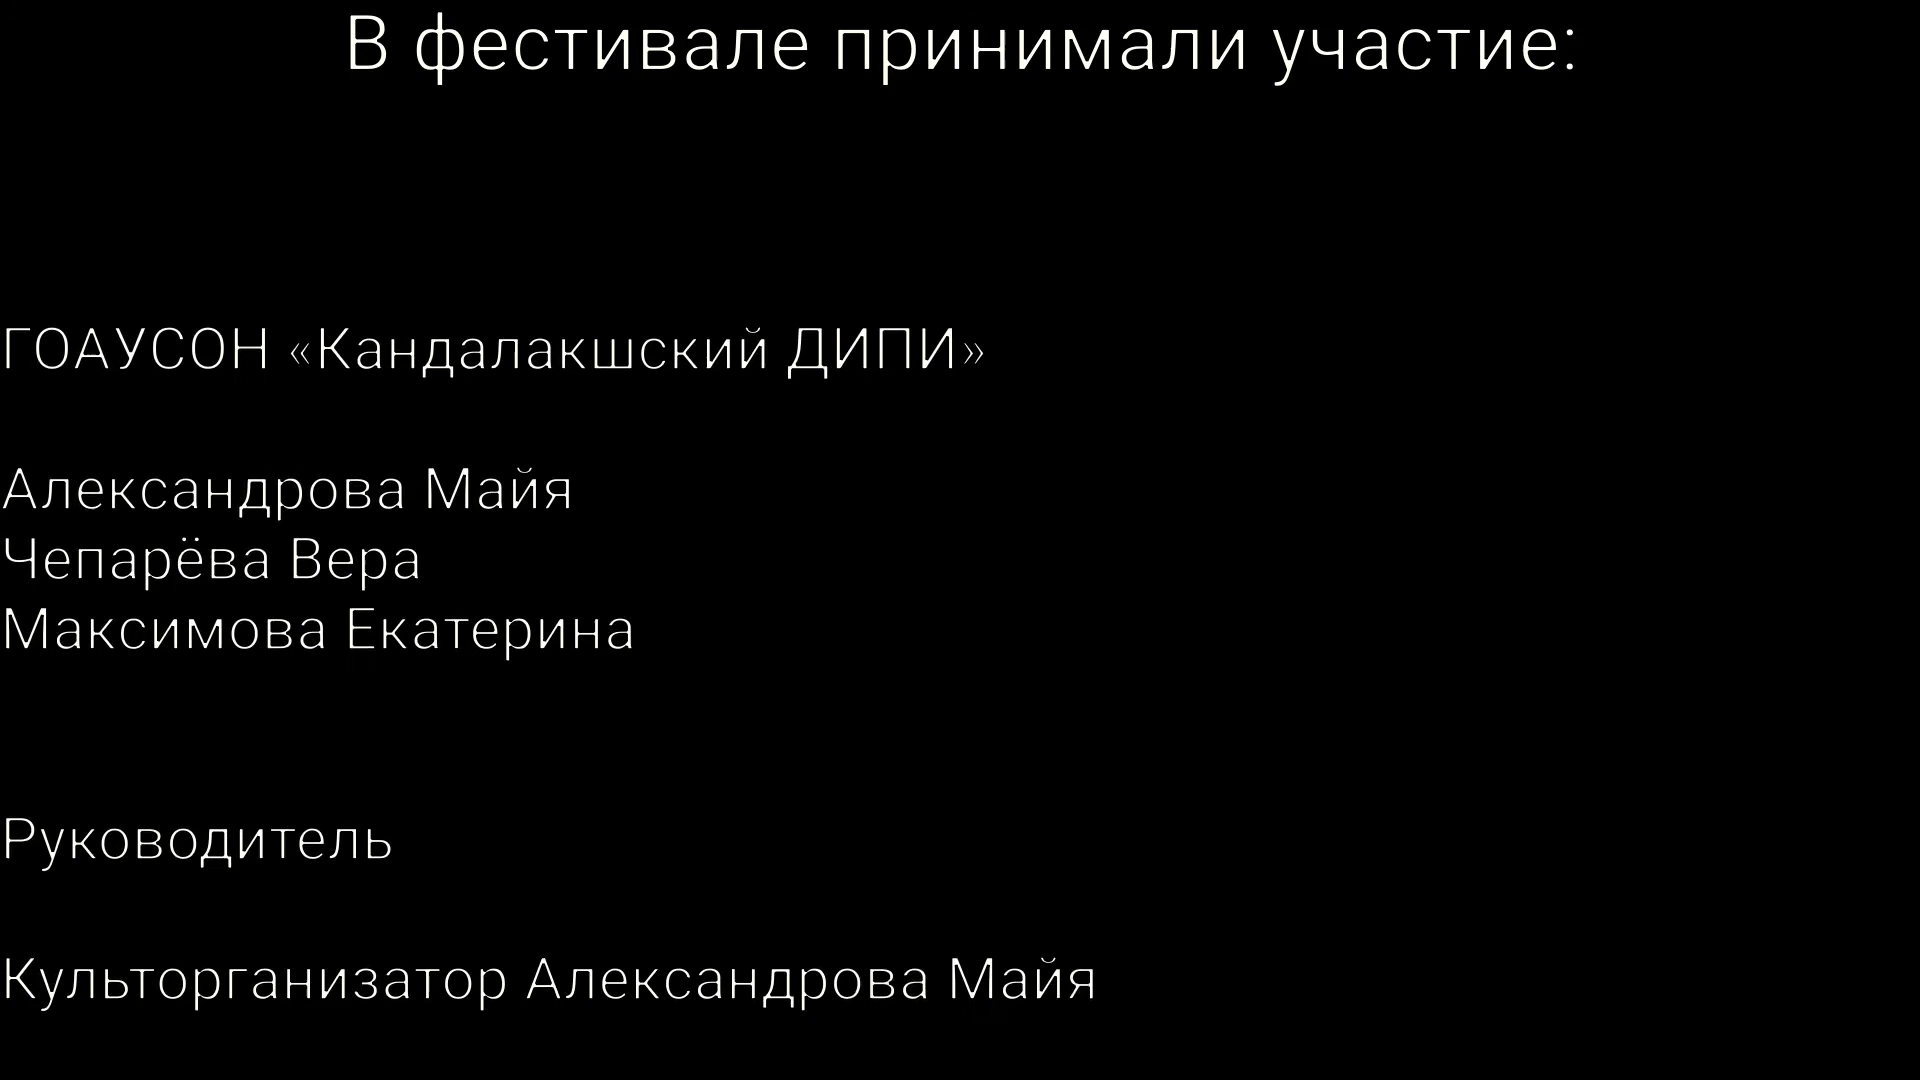 В фестивале принимали участие:
ГОАУСОН «Кандалакшский ДИПИ»
Александрова Майя
Чепарёва Вера
Максимова Екатерина
Руководитель
Культорганизатор Александрова Майя